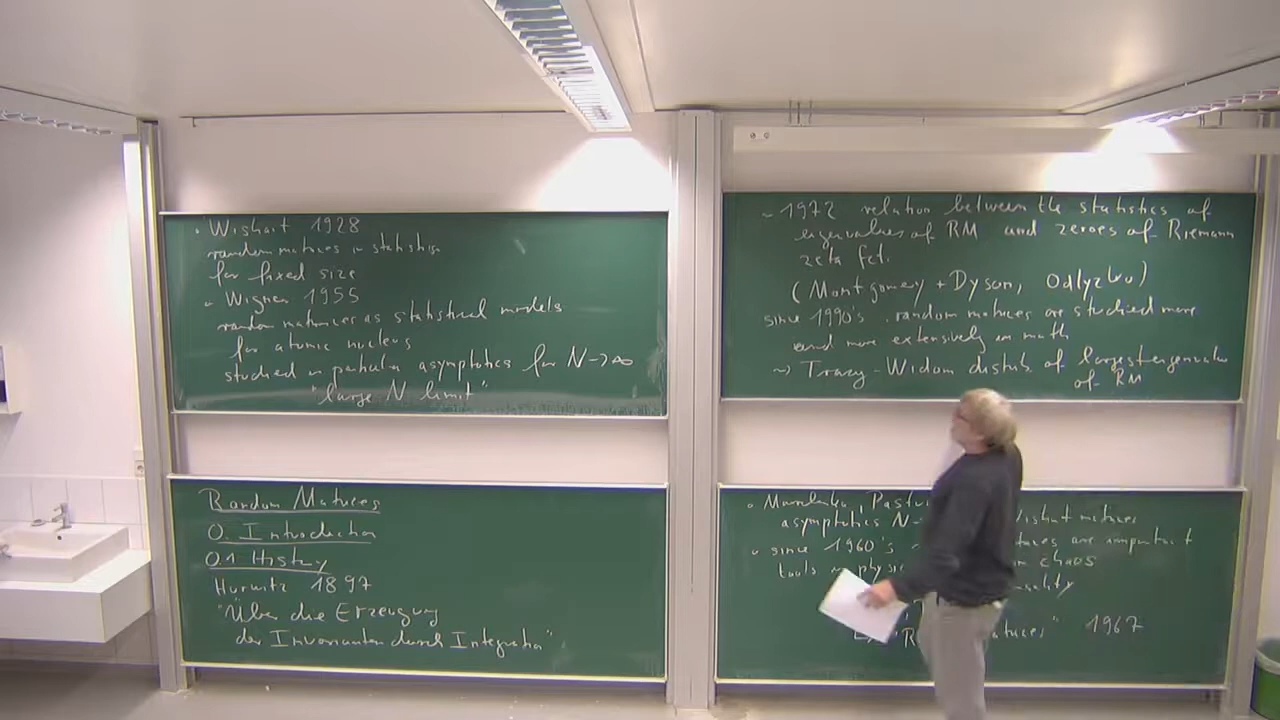 Random Matrices
0. Introduction
0.1 History
Hurwitz 1897
"Über die Erzeugung
der Invarianten durch Integration"
• Wishart 1928
random matrices in statistics
for fixed size
• Wigner 1955
random matrices as statistical models
for atomic nucleus
studied in particular asymptotics for N→∞
"large N limit"
• Marchenko, Pastur
asymptotics N → Wishart matrices
• since 1960's are important
tools in physics chaos
1967
~ 1972 relation between the statistics of
eigenvalues of RM and zeroes of Riemann
zeta fct.
(Montgomery + Dyson, Odlyzko)
since 1990's random matrices are studied more
and more extensively in math
~> Tracy-Widom distrib. of largest eigenvalue
of RM